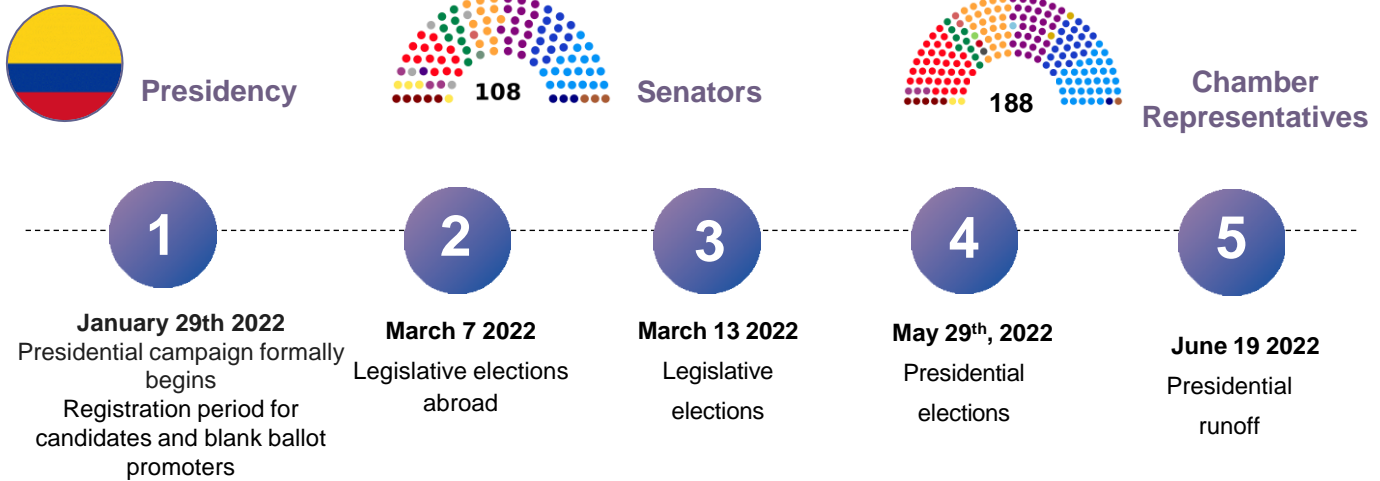 Presidency
108
Senators
188
Chamber
Representatives
1
2
3
4
5
January 29th 2022
Presidential campaign formally
begins
Registration period for
candidates and blank ballot
promoters
March 7 2022
Legislative elections
abroad
March 13 2022
Legislative
elections
May 29th, 2022
Presidential
elections
June 19 2022
Presidential
runoff